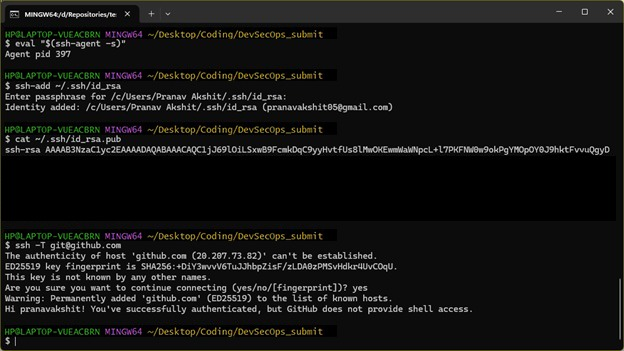 MINGW64:/d/Repositories/te
HP@LAPTOP-VUEACBRN MINGW64 ~/Desktop/Coding/DevSecOps_submit
$ eval "$(ssh-agent -s)"
Agent pid 397
HP@LAPTOP-VUEACBRN MINGW64 ~/Desktop/Coding/DevSecOps_submit
$ ssh-add ~/.ssh/id_rsa
Enter passphrase for /c/Users/Pranav Akshit/.ssh/id_rsa:
Identity added: /c/Users/Pranav Akshit/.ssh/id_rsa (pranavakshit05@gmail.com)
HP@LAPTOP-VUEACBRN MINGW64 ~/Desktop/Coding/DevSecOps_submit
$ cat ~/.ssh/id_rsa.pub
ssh-rsa
HP@LAPTOP-VUEACBRN MINGW64 ~/Desktop/Coding/DevSecOps_submit
$ ssh -T git@github.com
The authenticity of host 'github.com (20.207.73.82)' can't be established.
ED25519 key fingerprint is SHA256:+DiY3wvvV6TuJJhbpZisF/zLDA0zPMSvHdkr4UvCOqU.
This key is not known by any other names.
Are you sure you want to continue connecting (yes/no/[fingerprint])? yes
Warning: Permanently added 'github.com' (ED25519) to the list of known hosts.
Hi pranavakshit! You've successfully authenticated, but GitHub does not provide shell access.
HP@LAPTOP-VUEACBRN MINGW64 ~/Desktop/Coding/DevSecOps_submit
$